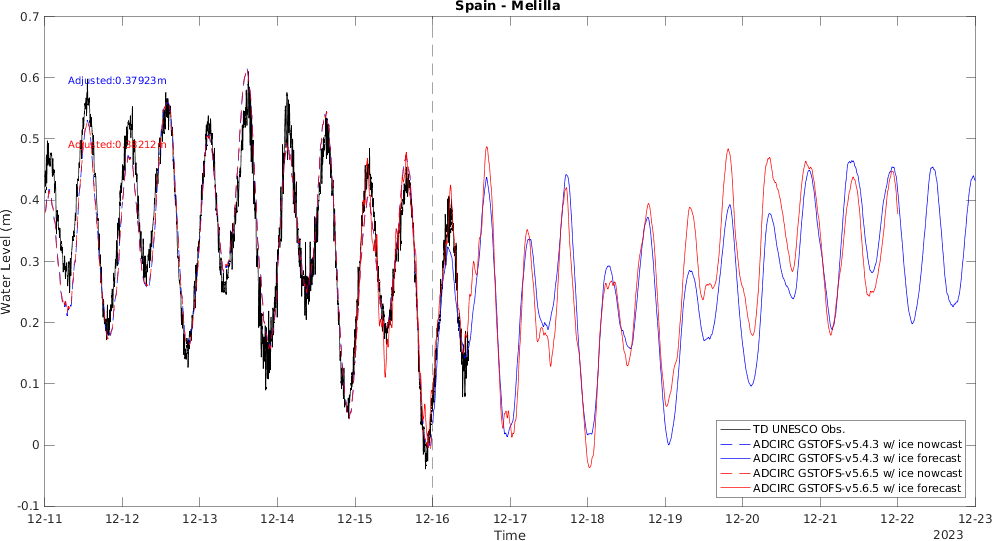 Spain - Melilla
0.7
0.6
0.5
0.4
0.3
0.2
0.1
0
-0.1
Water Level (m)
Adjusted:0.37923m
Adjusted:0.38212m
TD UNESCO Obs.
ADCIRC GSTOFS-v5.4.3 w/ ice nowcast
ADCIRC GSTOFS-v5.4.3 w/ ice forecast
ADCIRC GSTOFS-v5.6.5 w/ ice nowcast
ADCIRC GSTOFS-v5.6.5 w/ ice forecast
12-11 12-12 12-13 12-14 12-15 12-16 12-17 12-18 12-19 12-20 12-21 12-22 12-23
Time
2023